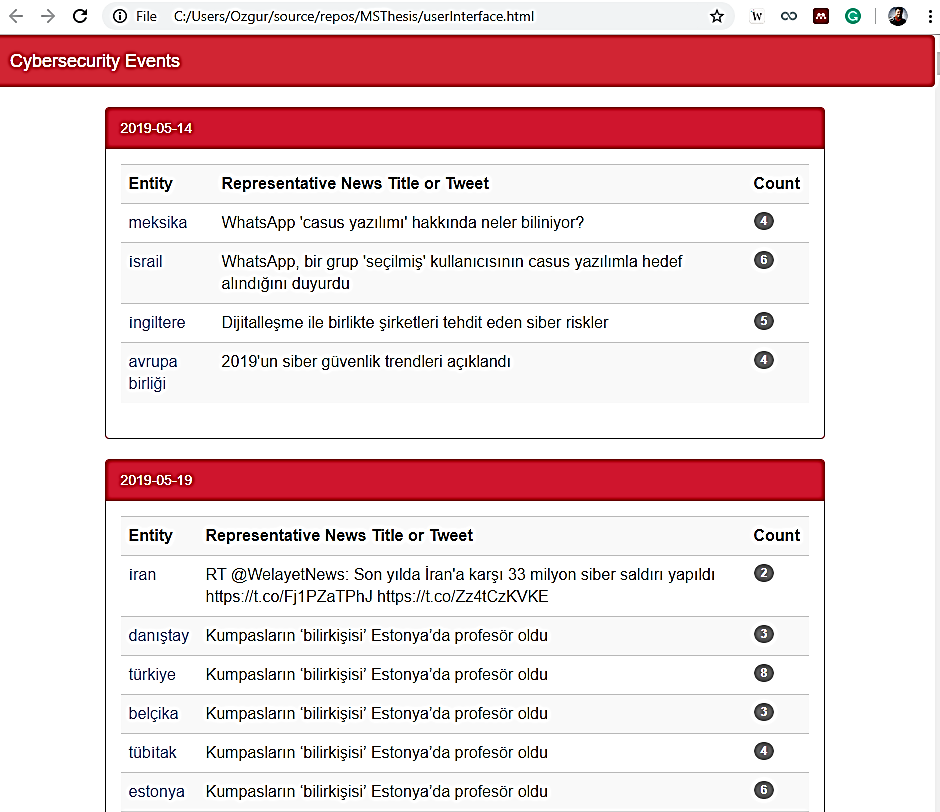 File C:/Users/Ozgur/source/repos/MSThesis/userInterface.html
Cybersecurity Events
2019-05-14
Entity Representative News Title or Tweet Count
meksika WhatsApp 'casus yazılımı' hakkında neler biliniyor? 4
israil WhatsApp, bir grup 'seçilmiş' kullanıcısının casus yazılımla hedef 6
alındığını duyurdu
ingiltere Dijitalleşme ile birlikte şirketleri tehdit eden siber riskler 5
avrupa 2019'un siber güvenlik trendleri açıklandı 4
birliği
2019-05-19
Entity Representative News Title or Tweet Count
iran RT @WelayetNews: Son yılda İran'a karşı 33 milyon siber saldırı yapıldı 2
https://t.co/Fj1PZaTPhJ https://t.co/Zz4tCzKVKE
danıştay Kumpasların ‘bilirkişisi’ Estonya’da profesör oldu 3
türkiye Kumpasların ‘bilirkişisi’ Estonya’da profesör oldu 8
belçika Kumpasların ‘bilirkişisi’ Estonya’da profesör oldu 3
tübitak Kumpasların ‘bilirkişisi’ Estonya’da profesör oldu 4
estonya Kumpasların ‘bilirkişisi’ Estonya’da profesör oldu 6